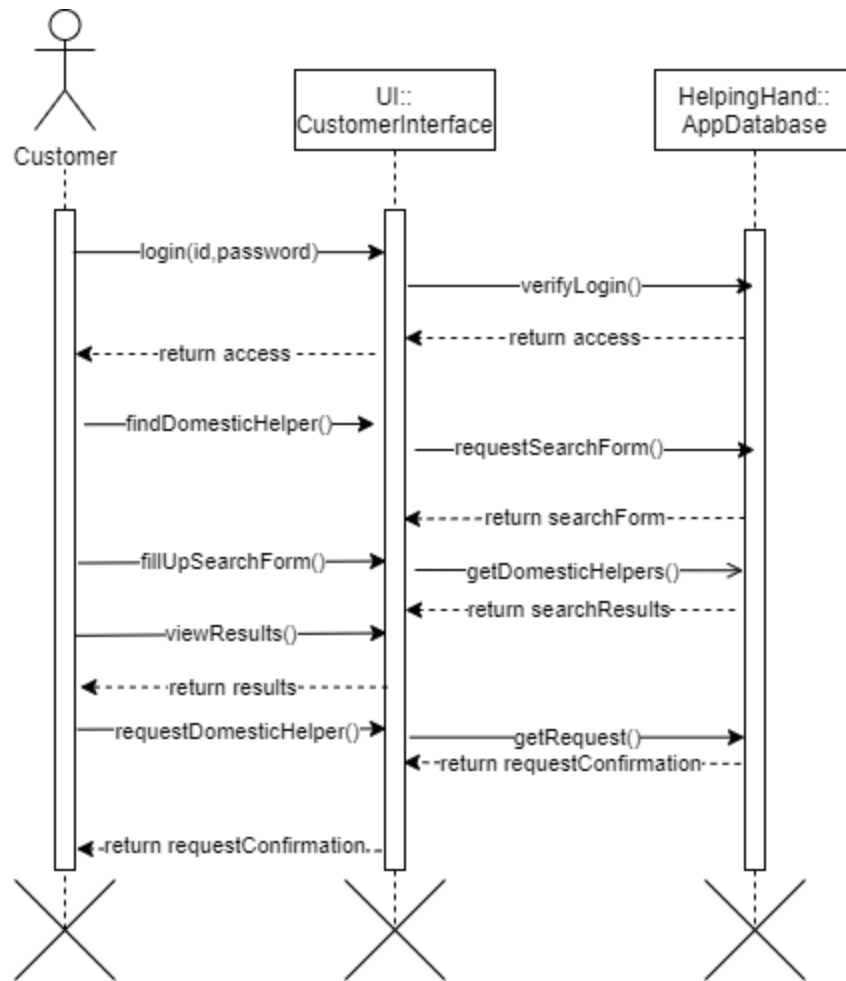 UI::
CustomerInterface
HelpingHand::
AppDatabase
Customer
login(id,password)
verifyLogin()
return access
return access
findDomesticHelper()
requestSearchForm()
return searchForm
fillUpSearchForm()
getDomesticHelpers()
return searchResults
viewResults()
return results
requestDomesticHelper()
getRequest()
return requestConfirmation
return requestConfirmation